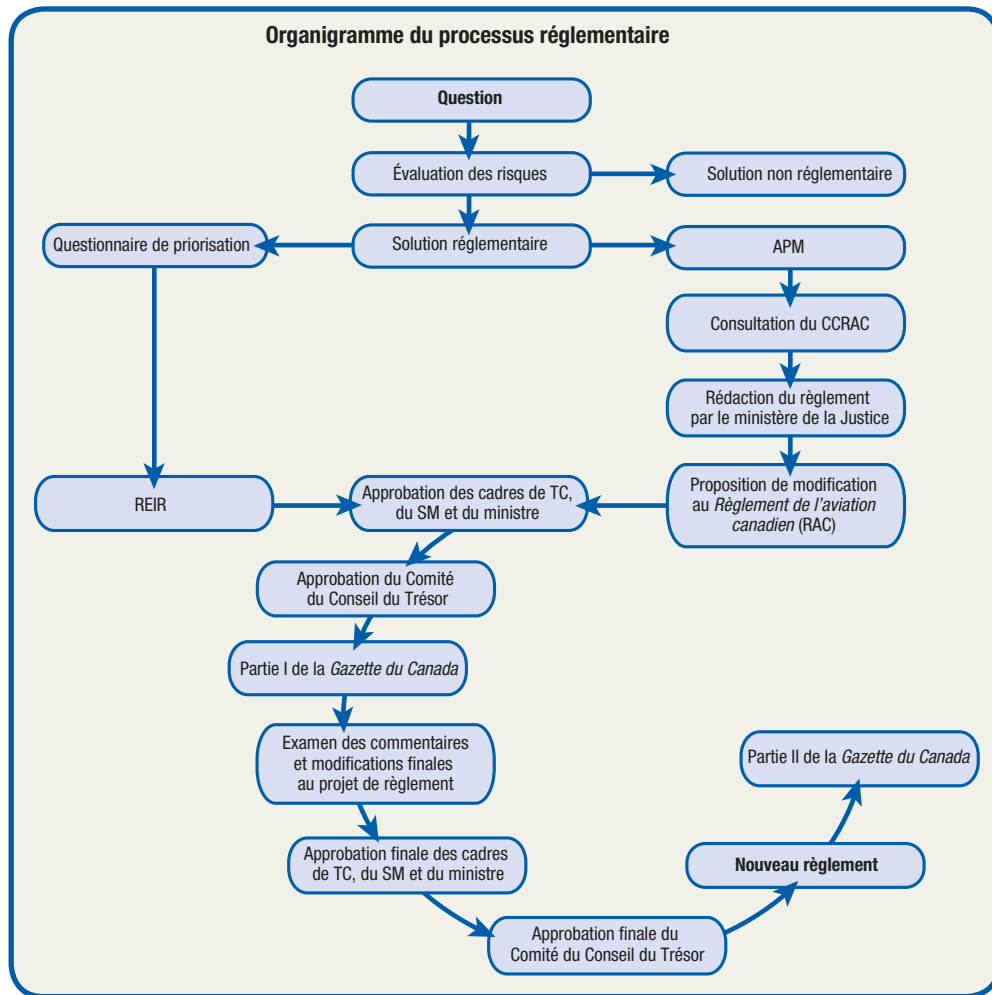 Organigramme du processus réglementaire
Question
Évaluation des risques
Solution non réglementaire
Questionnaire de priorisation
Solution réglementaire
APM
Consultation du CCRAC
Rédaction du règlement
par le ministère de la Justice
REIR
Approbation des cadres de TC,
du SM et du ministre
Proposition de modification
au Règlement de l'aviation
canadien (RAC)
Approbation du Comité
du Conseil du Trésor
Partie I de la Gazette du Canada
Examen des commentaires
et modifications finales
au projet de règlement
Partie II de la Gazette du Canada
Approbation finale des cadres
de TC, du SM et du ministre
Nouveau règlement
Approbation finale du
Comité du Conseil du Trésor